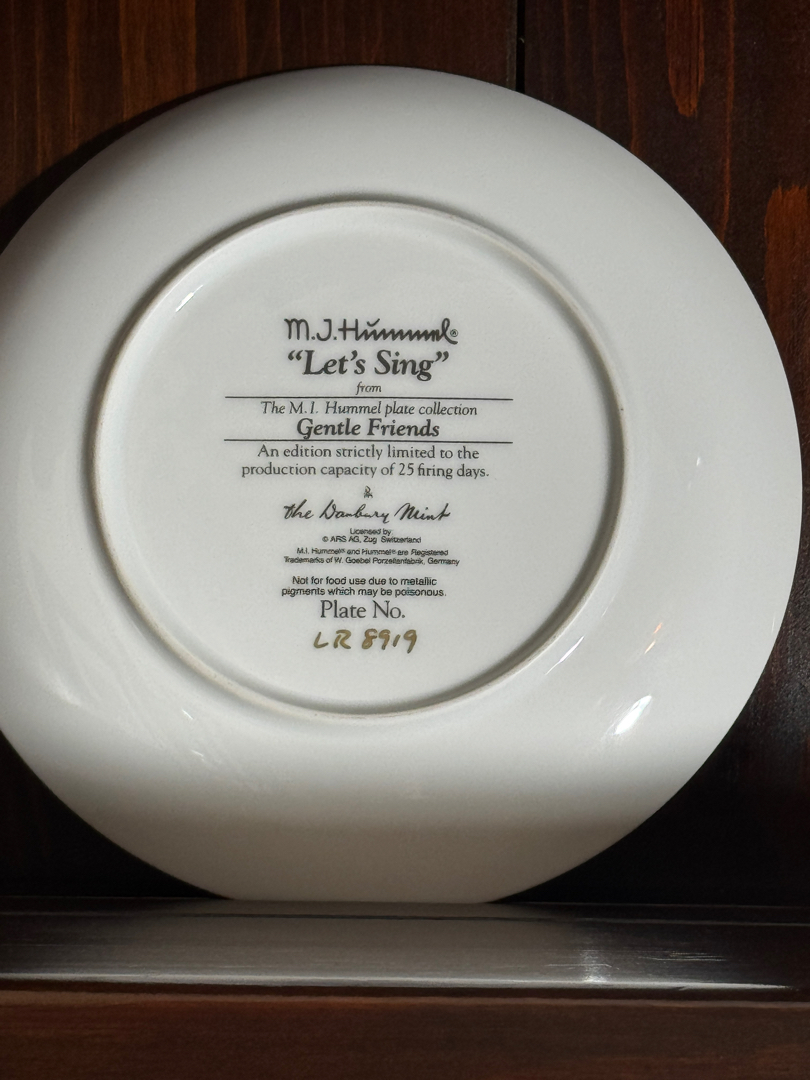 M.J.Hummel®
“Let’s Sing”
from
The M.I. Hummel plate collection
Gentle Friends
An edition strictly limited to the
production capacity of 25 firing days.
the Danbury Mint
Licensed by
© ARS AG, Zug Switzerland
M.I. Hummel® and Hummel® are Registered
Trademarks of W. Goebel Porzellanfabrik, Germany
Not for food use due to metallic
pigments which may be poisonous.
Plate No.
LR 8919